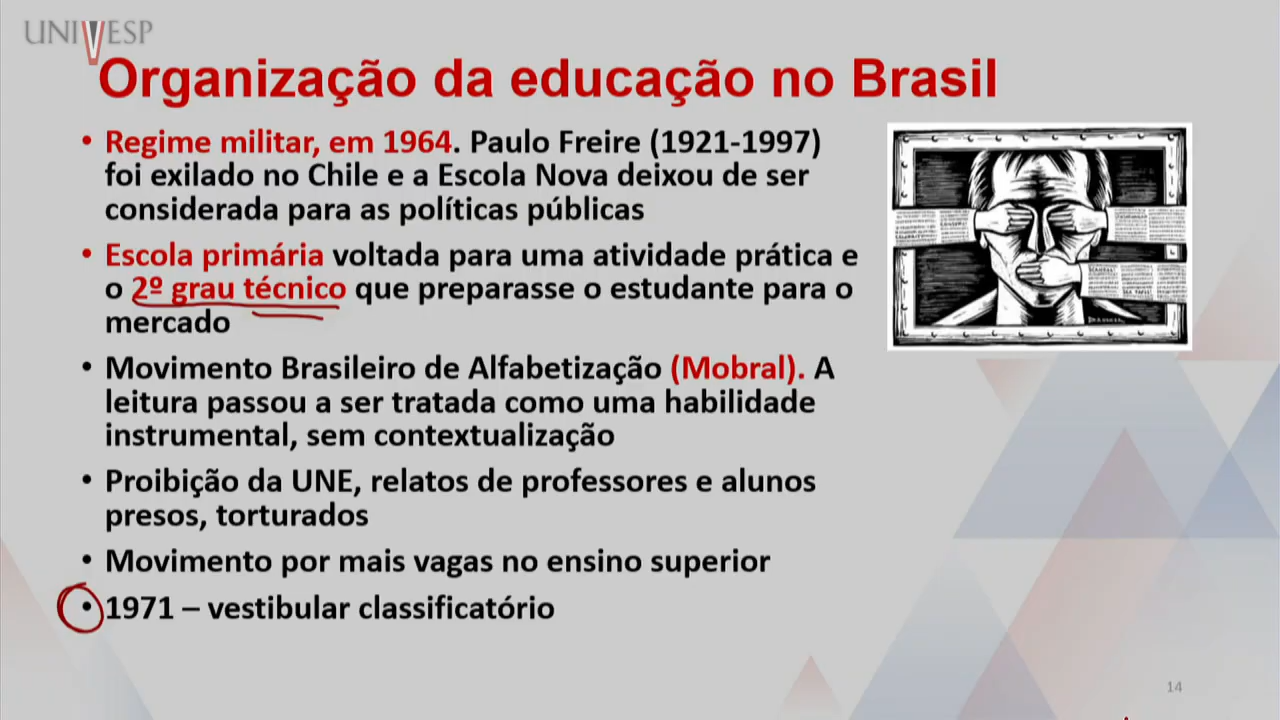 UNIVESP
Organização da educação no Brasil
• Regime militar, em 1964. Paulo Freire (1921-1997)
foi exilado no Chile e a Escola Nova deixou de ser
considerada para as políticas públicas
• Escola primária voltada para uma atividade prática e
o 2º grau técnico que preparasse o estudante para o
mercado
• Movimento Brasileiro de Alfabetização (Mobral). A
leitura passou a ser tratada como uma habilidade
instrumental, sem contextualização
• Proibição da UNE, relatos de professores e alunos
presos, torturados
• Movimento por mais vagas no ensino superior
• 1971 – vestibular classificatório
14